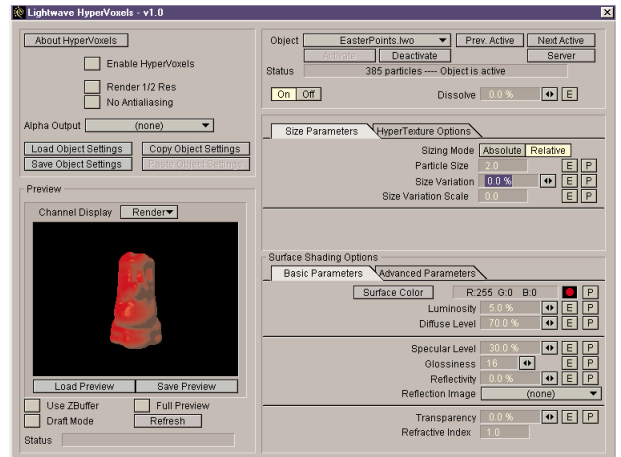 Lightwave HyperVoxels - v1.0
About HyperVoxels
Enable HyperVoxels
Render 1/2 Res
No Antialiasing
Alpha Output (none)
Load Object Settings Copy Object Settings
Save Object Settings Paste Object Settings
Preview
Channel Display Render
Load Preview Save Preview
Use ZBuffer Full Preview
Draft Mode Refresh
Status
Object EasterPoints.lwo Prev. Active Next Active
Activate Deactivate Server
Status 385 particles ---- Object is active
On Off Dissolve 0.0 % E
Size Parameters HyperTexture Options
Sizing Mode Absolute Relative
Particle Size 2.0 E P
Size Variation 0.0 % E P
Size Variation Scale 0.0 E P
Surface Shading Options
Basic Parameters Advanced Parameters
Surface Color R:255 G:0 B:0 P
Luminosity 5.0 % E P
Diffuse Level 70.0 % E P
Specular Level 30.0 % E P
Glossiness 16 E P
Reflectivity 0.0 % E P
Reflection Image (none)
Transparency 0.0 % E P
Refractive Index 1.0